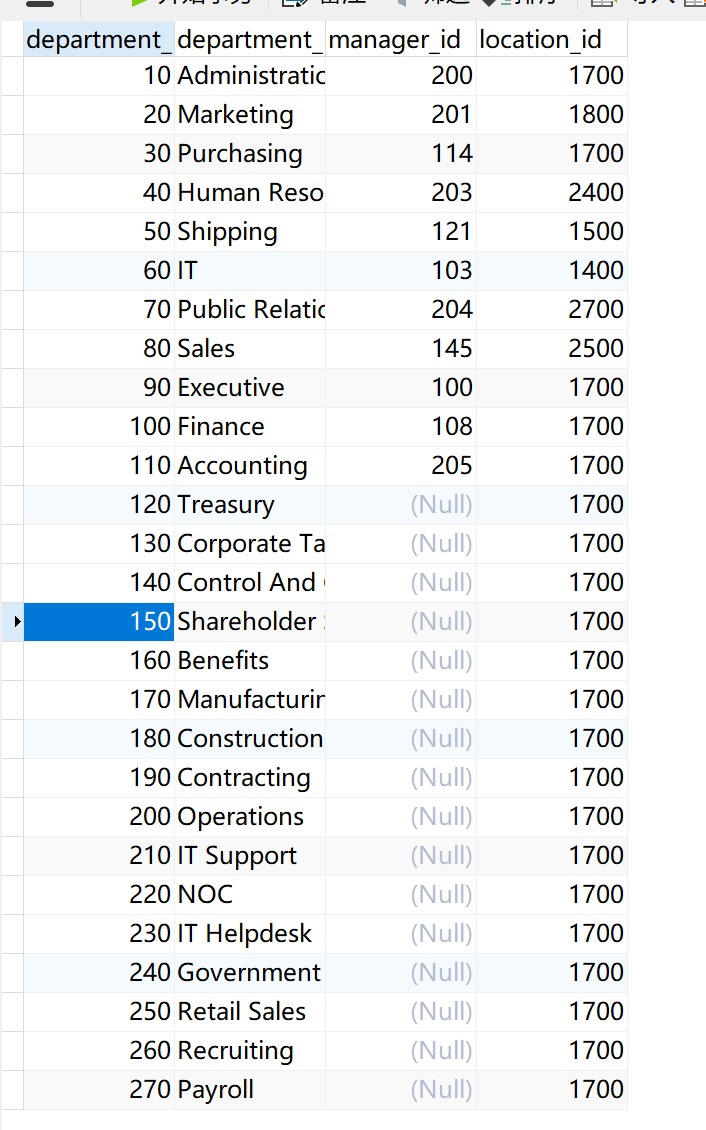 department_ department_ manager_id location_id
10 Administratio 200 1700
20 Marketing 201 1800
30 Purchasing 114 1700
40 Human Reso 203 2400
50 Shipping 121 1500
60 IT 103 1400
70 Public Relatio 204 2700
80 Sales 145 2500
90 Executive 100 1700
100 Finance 108 1700
110 Accounting 205 1700
120 Treasury (Null) 1700
130 Corporate Ta (Null) 1700
140 Control And (Null) 1700
150 Shareholder (Null) 1700
160 Benefits (Null) 1700
170 Manufacturin (Null) 1700
180 Construction (Null) 1700
190 Contracting (Null) 1700
200 Operations (Null) 1700
210 IT Support (Null) 1700
220 NOC (Null) 1700
230 IT Helpdesk (Null) 1700
240 Government (Null) 1700
250 Retail Sales (Null) 1700
260 Recruiting (Null) 1700
270 Payroll (Null) 1700